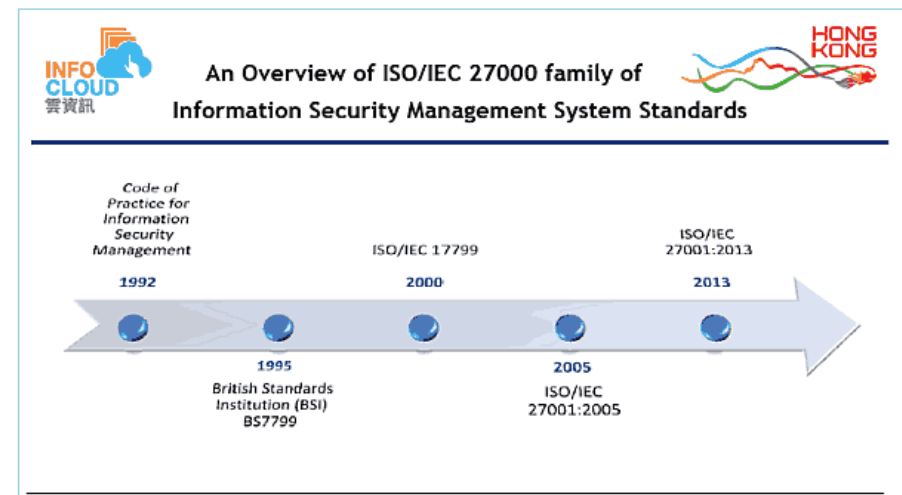 INFO
CLOUD
雲資訊
HONG
KONG
An Overview of ISO/IEC 27000 family of
Information Security Management System Standards
Code of
Practice for
Information
Security
Management
1992
ISO/IEC 17799
2000
ISO/IEC
27001:2013
2013
1995
British Standards
Institution (BSI)
BS7799
2005
ISO/IEC
27001:2005